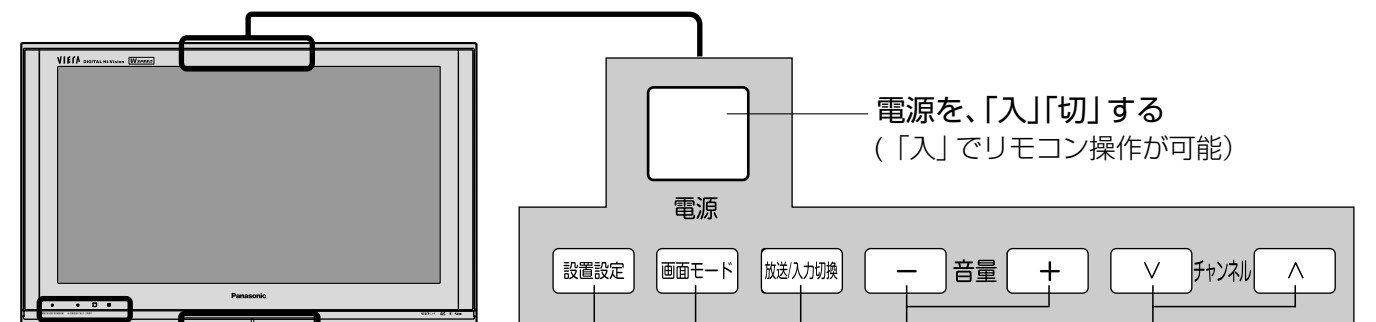 VIERA DIGITAL Hi-Vision W SPEED
電源を、「入」「切」する
(「入」でリモコン操作が可能)
電源
設置設定 画面モード 放送/入力切換 － 音量 ＋ ∨ チャンネル ∧
Panasonic